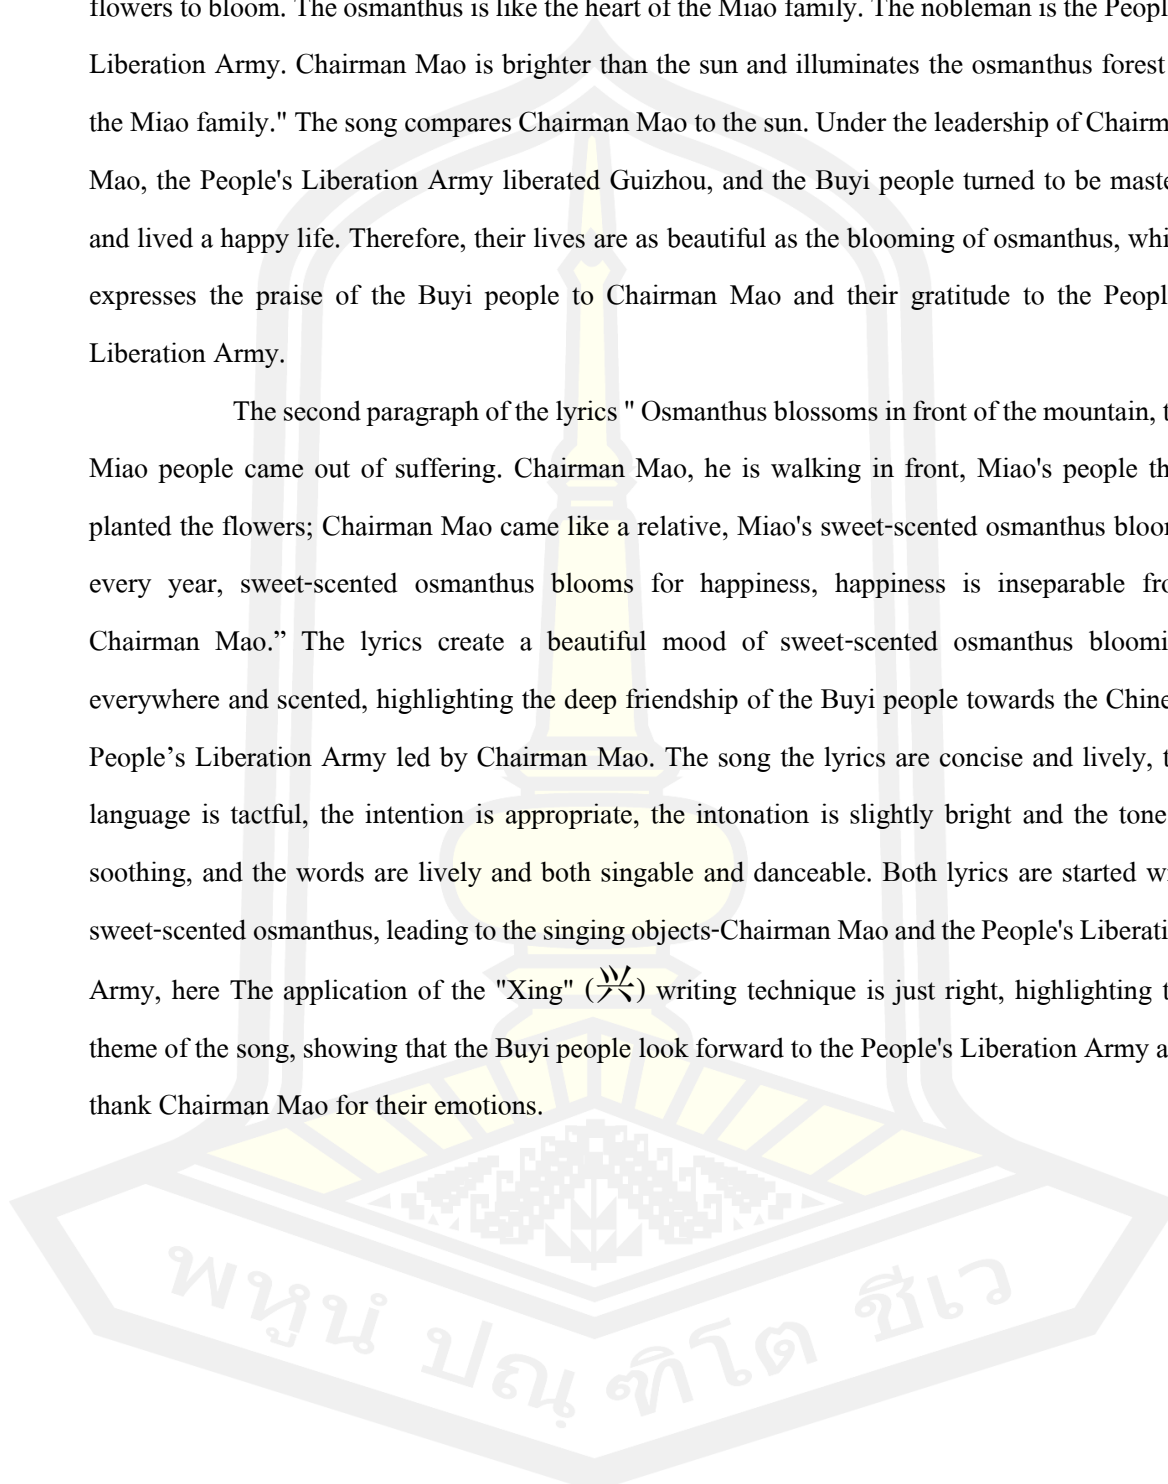 flowers to bloom. The osmanthus is like the heart of the Miao family. The nobleman is the Peopl
Liberation Army. Chairman Mao is brighter than the sun and illuminates the osmanthus forest
the Miao family." The song compares Chairman Mao to the sun. Under the leadership of Chairm
Mao, the People's Liberation Army liberated Guizhou, and the Buyi people turned to be maste
and lived a happy life. Therefore, their lives are as beautiful as the blooming of osmanthus, whi
expresses the praise of the Buyi people to Chairman Mao and their gratitude to the Peopl
Liberation Army.
The second paragraph of the lyrics " Osmanthus blossoms in front of the mountain, t
Miao people came out of suffering. Chairman Mao, he is walking in front, Miao's people th
planted the flowers; Chairman Mao came like a relative, Miao's sweet-scented osmanthus bloom
every year, sweet-scented osmanthus blooms for happiness, happiness is inseparable fro
Chairman Mao.” The lyrics create a beautiful mood of sweet-scented osmanthus bloomi
everywhere and scented, highlighting the deep friendship of the Buyi people towards the Chine
People’s Liberation Army led by Chairman Mao. The song the lyrics are concise and lively, t
language is tactful, the intention is appropriate, the intonation is slightly bright and the tone
soothing, and the words are lively and both singable and danceable. Both lyrics are started wi
sweet-scented osmanthus, leading to the singing objects-Chairman Mao and the People's Liberati
Army, here The application of the "Xing" (兴) writing technique is just right, highlighting t
theme of the song, showing that the Buyi people look forward to the People's Liberation Army a
thank Chairman Mao for their emotions.
พหูนํ ปณฺฑิโต ชีเว